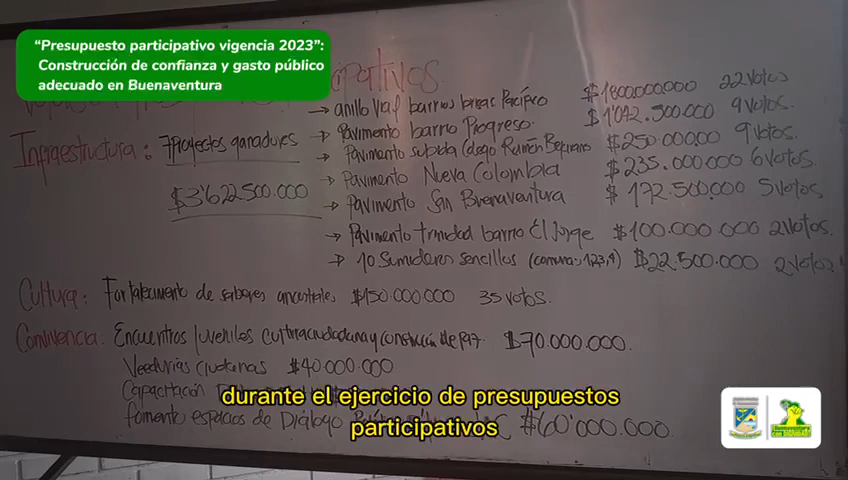 “Presupuesto participativo vigencia 2023”:
Construcción de confianza y gasto público
adecuado en Buenaventura
Infraestructura: 7 Proyectos ganadores
$3'622.500.000
→ anillo vial barrios brisas Pacífico $1800.000.000 22 votos
→ Pavimento barrio Progreso. $1'042.500.000 9 votos.
→ Pavimento subida Colego Ramón Bejarano $250.000.00 9 votos.
→ Pavimento Nueva Colombia $235.000.000 6 votos.
→ Pavimento San Buenaventura $172.500.000 5 votos
→ Pavimento trinidad barrio El Jorge $100.000.000 2 votos.
→ 10 Sumideros sencillos (comunas 1,2,3,4) $22.500.000 2 votos
Cultura: Fortalecimiento de saberes ancestrales $150.000.000 35 votos.
Convivencia: Encuentros juveniles cultura ciudadana y construcción de Paz. $70.000.000.
Veedurías ciudadanas $40.000.000
Capacitación
fomento espacios de Diálogo $60'000.000.
durante el ejercicio de presupuestos
participativos